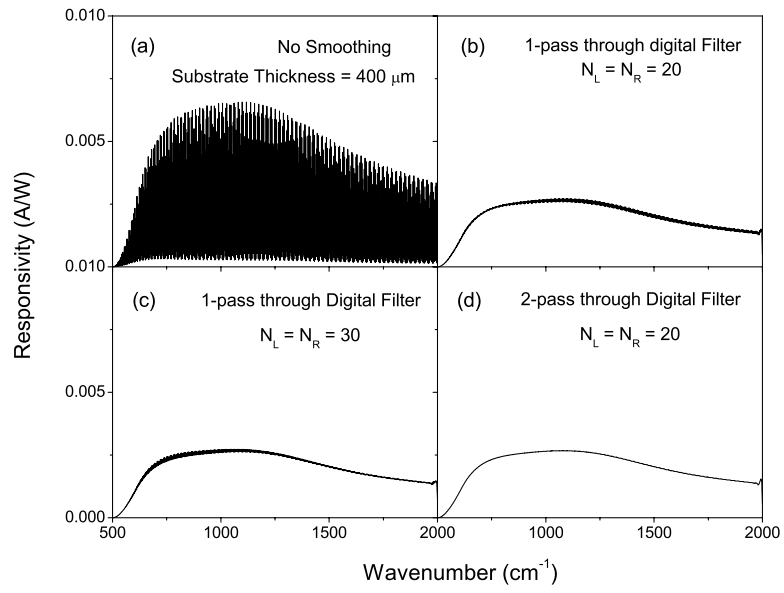 0.010
(a)
No Smoothing
Substrate Thickness = 400 μm
(b)
1-pass through digital Filter
N_L = N_R = 20
0.005
0.010
Responsivity (A/W)
(c)
1-pass through Digital Filter
N_L = N_R = 30
(d)
2-pass through Digital Filter
N_L = N_R = 20
0.005
0.000
500 1000 1500 2000 1000 1500 2000
Wavenumber (cm⁻¹)